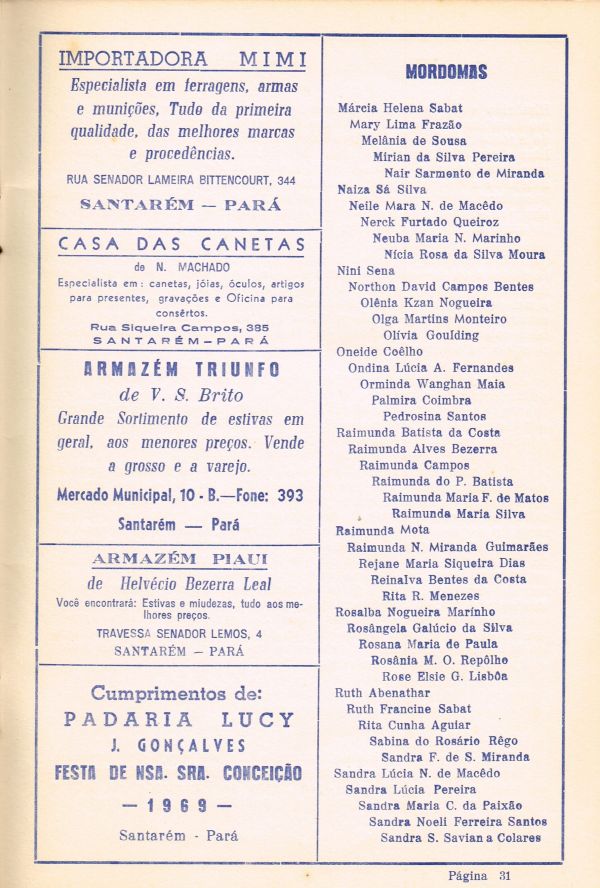 IMPORTADORA MIMI
Especialista em ferragens, armas
e munições, Tudo da primeira
qualidade, das melhores marcas
e procedências.
RUA SENADOR LAMEIRA BITTENCOURT, 344
SANTARÉM — PARÁ
CASA DAS CANETAS
de N. MACHADO
Especialista em: canetas, jóias, óculos, artigos
para presentes, gravações e Oficina para
consêrtos.
Rua Siqueira Campos, 385
SANTARÉM-PARÁ
ARMAZÉM TRIUNFO
de V. S. Brito
Grande Sortimento de estivas em
geral, aos menores preços. Vende
a grosso e a varejo.
Mercado Municipal, 10 - B.—Fone: 393
Santarém — Pará
ARMAZÉM PIAUI
de Helvécio Bezerra Leal
Você encontrará: Estivas e miudezas, tudo aos me-
lhores preços.
TRAVESSA SENADOR LEMOS, 4
SANTARÉM — PARÁ
Cumprimentos de:
PADARIA LUCY
J. GONÇALVES
FESTA DE NSA. SRA. CONCEIÇÃO
— 1969 —
Santarém - Pará
MORDOMAS
Márcia Helena Sabat
Mary Lima Frazão
Melânia de Sousa
Mirian da Silva Pereira
Nair Sarmento de Miranda
Naiza Sá Silva
Neile Mara N. de Macêdo
Nerck Furtado Queiroz
Neuba Maria N. Marinho
Nícia Rosa da Silva Moura
Nini Sena
Northon David Campos Bentes
Olênia Kzan Nogueira
Olga Martins Monteiro
Olívia Goulding
Oneide Coêlho
Ondina Lúcia A. Fernandes
Orminda Wanghan Maia
Palmira Coimbra
Pedrosina Santos
Raimunda Batista da Costa
Raimunda Alves Bezerra
Raimunda Campos
Raimunda do P. Batista
Raimunda Maria F. de Matos
Raimunda Maria Silva
Raimunda Mota
Raimunda N. Miranda Guimarães
Rejane Maria Siqueira Dias
Reinalva Bentes da Costa
Rita R. Menezes
Rosalba Nogueira Marinho
Rosângela Galúcio da Silva
Rosana Maria de Paula
Rosânia M. O. Repôlho
Rose Elsie G. Lisbôa
Ruth Abenathar
Ruth Francine Sabat
Rita Cunha Aguiar
Sabina do Rosário Rêgo
Sandra F. de S. Miranda
Sandra Lúcia N. de Macêdo
Sandra Lúcia Pereira
Sandra Maria C. da Paixão
Sandra Noeli Ferreira Santos
Sandra S. Savian a Colares
Página 31